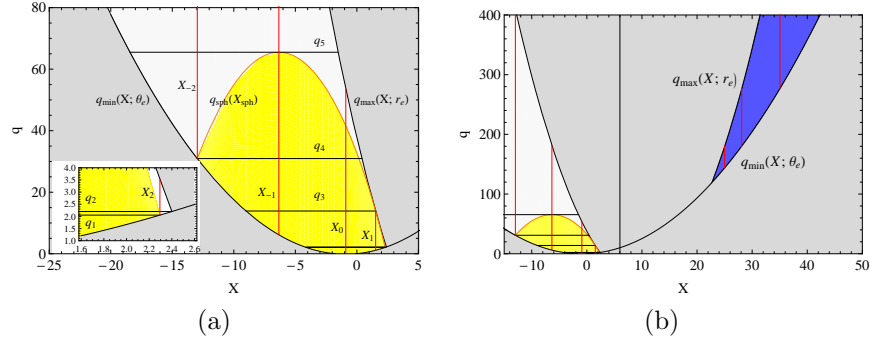 80
60
40
20
0
q
−25
−20
−15
−10
−5
0
5
X
q5
X−2
qmin(X; θe)
qsph(Xsph)
qmax(X; re)
q4
X−1
q3
X0
X1
4.0
3.5
3.0
2.5
2.0
1.5
1.0
q2
X2
q1
1.6
1.8
2.0
2.2
2.4
2.6
(a)
400
300
200
100
0
q
−10
0
10
20
30
40
50
X
qmax(X; re)
qmin(X; θe)
(b)